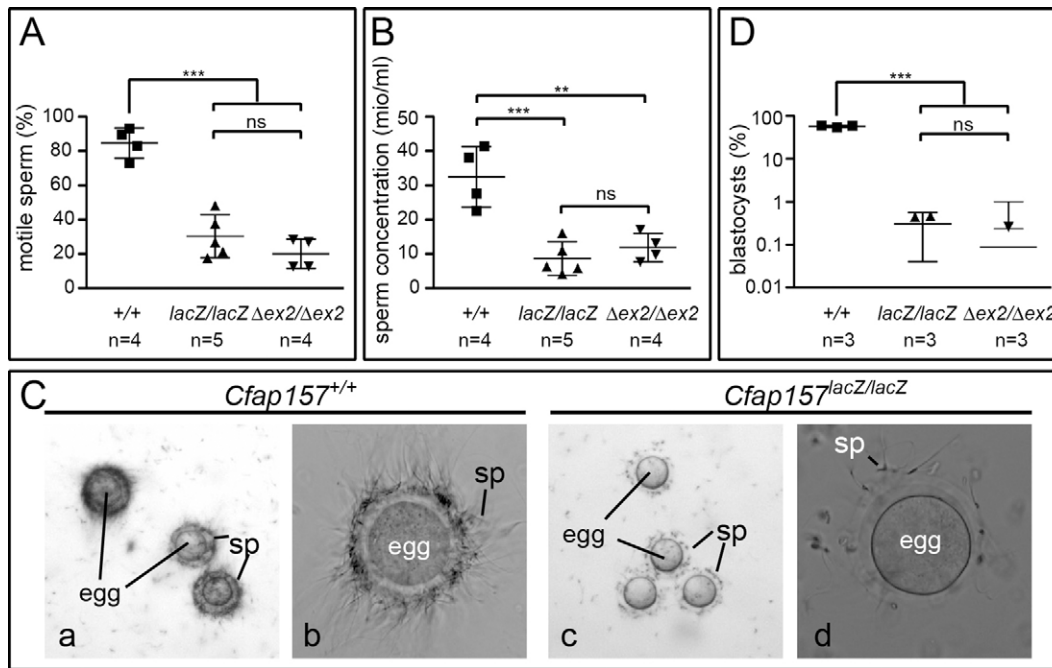 A
motile sperm (%)
***
ns
100
80
60
40
20
0
+/+ lacZ/lacZ Δex2/Δex2
n=4 n=5 n=4
B
sperm concentration (mio/ml)
**
***
ns
50
40
30
20
10
0
+/+ lacZ/lacZ Δex2/Δex2
n=4 n=5 n=4
D
blastocysts (%)
***
ns
100
10
1
0.1
0.01
+/+ lacZ/lacZ Δex2/Δex2
n=3 n=3 n=3
C
Cfap157+/+
Cfap157lacZ/lacZ
egg
sp
a
sp
egg
b
egg
sp
c
sp
egg
d